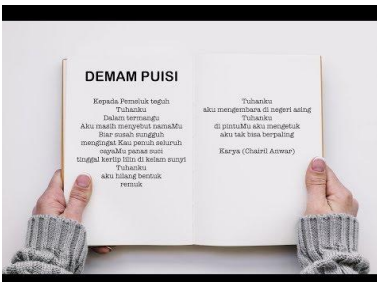 DEMAM PUISI
Kepada Pemeluk teguh
Tuhanku
Dalam termangu
Aku masih menyebut namaMu
Biar susah sungguh
mengingat Kau penuh seluruh
cayaMu panas suci
tinggal kerlip lilin di kelam sunyi
Tuhanku
aku hilang bentuk
remuk
Tuhanku
aku mengembara di negeri asing
Tuhanku
di pintuMu aku mengetuk
aku tak bisa berpaling
Karya (Chairil Anwar)